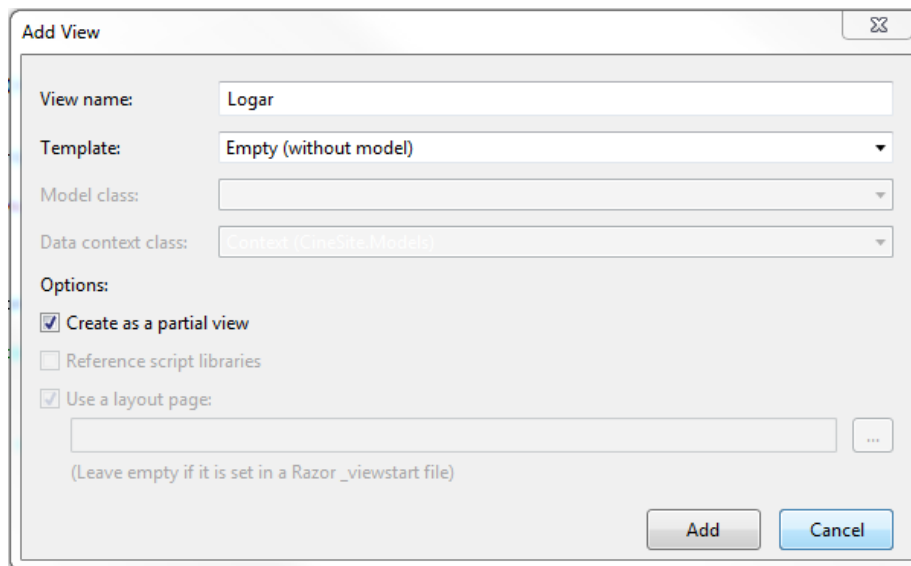 Add View
View name: Logar
Template: Empty (without model)
Model class:
Data context class: Context (CineSite.Models)
Options:
Create as a partial view
Reference script libraries
Use a layout page:
...
(Leave empty if it is set in a Razor _viewstart file)
Add Cancel